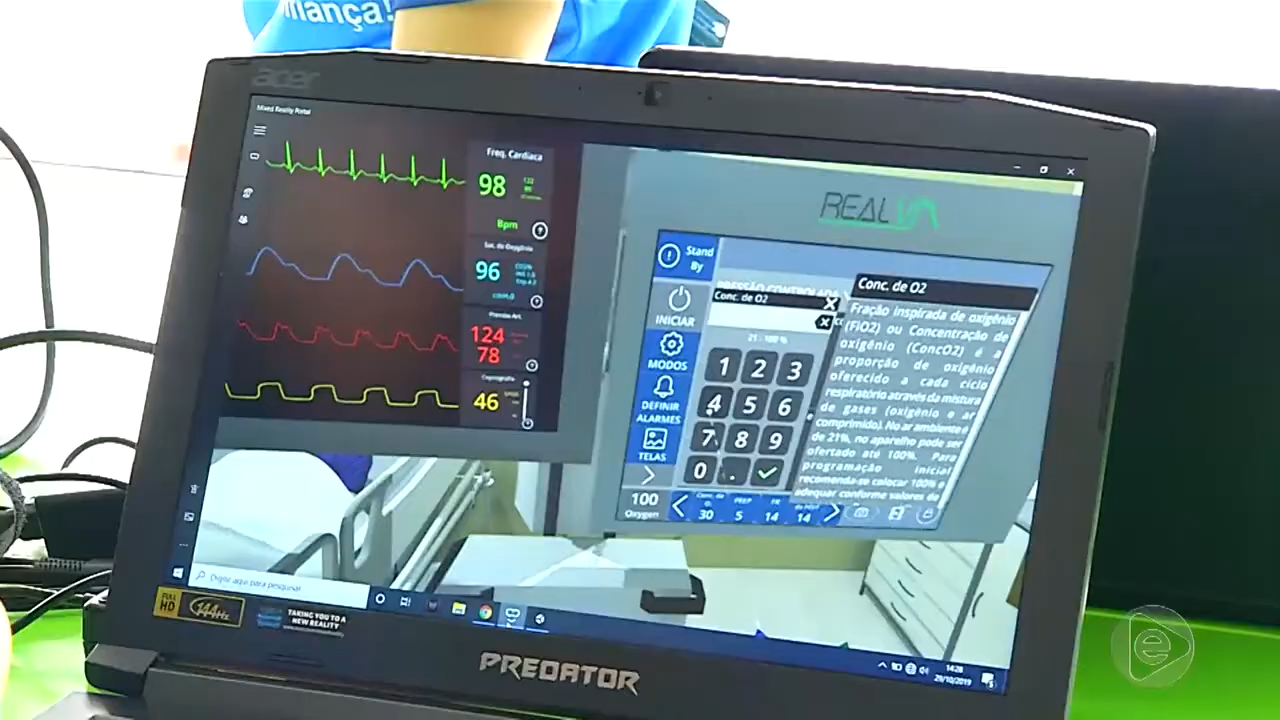 mança!
acer
Mixed Reality Portal
Freq. Cardíaca
98
Bpm
?
Sat. de Oxygênio
96
?
Pressão Art.
124
78
?
Capnografia
46
?
REAL
Stand
By
INICIAR
MODOS
DEFINIR
ALARMES
TELAS
PRESSÃO CONTROLADA
Conc. de O2
X
21 - 100 %
1 2 3
4 5 6
7 8 9
0 .
Conc. de O2
Fração inspirada de oxigênio
(FiO2) ou Concentração de
oxigênio (ConcO2) é a
proporção de oxigênio
oferecido a cada ciclo
respiratório através da mistura
de gases (oxigênio e ar
comprimido). No ar ambiente é
de 21%, no aparelho pode ser
ofertado até 100%. Para
programação inicial
recomenda-se colocar 100% e
adequar conforme valores de
100
Oxygen
30
PEEP
5
FR
14
14
Digite aqui para pesquisar
14:28
29/10/2019
FULL
HD
144Hz
TAKING YOU TO A
NEW REALITY
PREDATOR
e